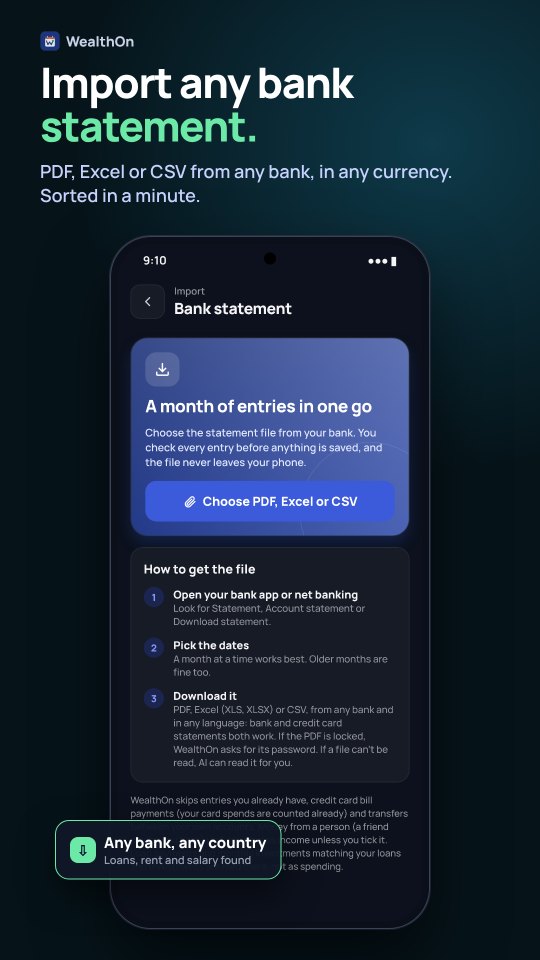 WealthOn
Import any bank
statement.
PDF, Excel or CSV from any bank, in any currency.
Sorted in a minute.
9:10
Import
Bank statement
A month of entries in one go
Choose the statement file from your bank. You
check every entry before anything is saved, and
the file never leaves your phone.
Choose PDF, Excel or CSV
How to get the file
1
Open your bank app or net banking
Look for Statement, Account statement or
Download statement.
2
Pick the dates
A month at a time works best. Older months are
fine too.
3
Download it
PDF, Excel (XLS, XLSX) or CSV, from any bank and
in any language: bank and credit card
statements both work. If the PDF is locked,
WealthOn asks for its password. If a file can't be
read, AI can read it for you.
WealthOn skips entries you already have, credit card bill
payments (your card spends are counted already) and transfers
from a person (a friend
income unless you tick it.
matching your loans
as spending.
Any bank, any country
Loans, rent and salary found